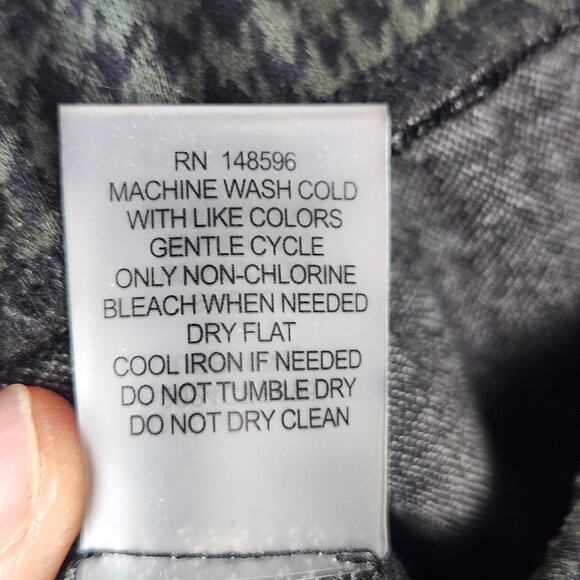 RN 148596
MACHINE WASH COLD
WITH LIKE COLORS
GENTLE CYCLE
ONLY NON-CHLORINE
BLEACH WHEN NEEDED
DRY FLAT
COOL IRON IF NEEDED
DO NOT TUMBLE DRY
DO NOT DRY CLEAN